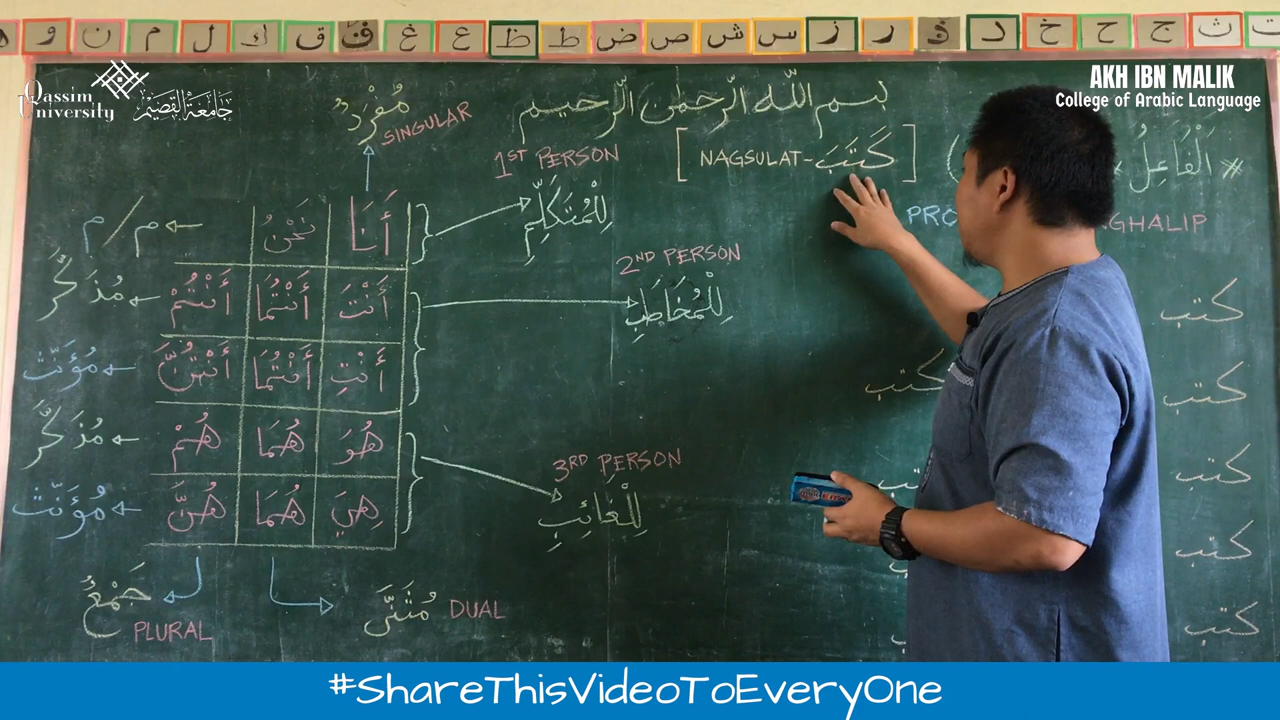 و ن م ل ك ق ف غ ع ظ ط ض ص ش س ز ر ذ د خ ح ج ث ت
Qassim University
جامعة القصيم
AKH IBN MALIK
College of Arabic Language
بسم الله الرحمن الرحيم
مُفْرَدٌ
SINGULAR
1ST PERSON
لِلْمُتَكَلِّمِ
[NAGSULAT-كَتَبَ]
* اَلْفَاعِلُ
PRO
GHALIP
م/م ← نَحْنُ أَنَا
مُذَكَّرٌ ← أَنْتُمْ أَنْتُمَا أَنْتَ
مُؤَنَّثٌ ← أَنْتُنَّ أَنْتُمَا أَنْتِ
مُذَكَّرٌ ← هُمْ هُمَا هُوَ
مُؤَنَّثٌ ← هُنَّ هُمَا هِيَ
2ND PERSON
لِلْمُخَاطَبِ
3RD PERSON
لِلْغَائِبِ
كتب
كتب كتب
كتب
كتب
كتب
جَمْعٌ
PLURAL
مُثَنَّى
DUAL
#ShareThisVideoToEveryOne